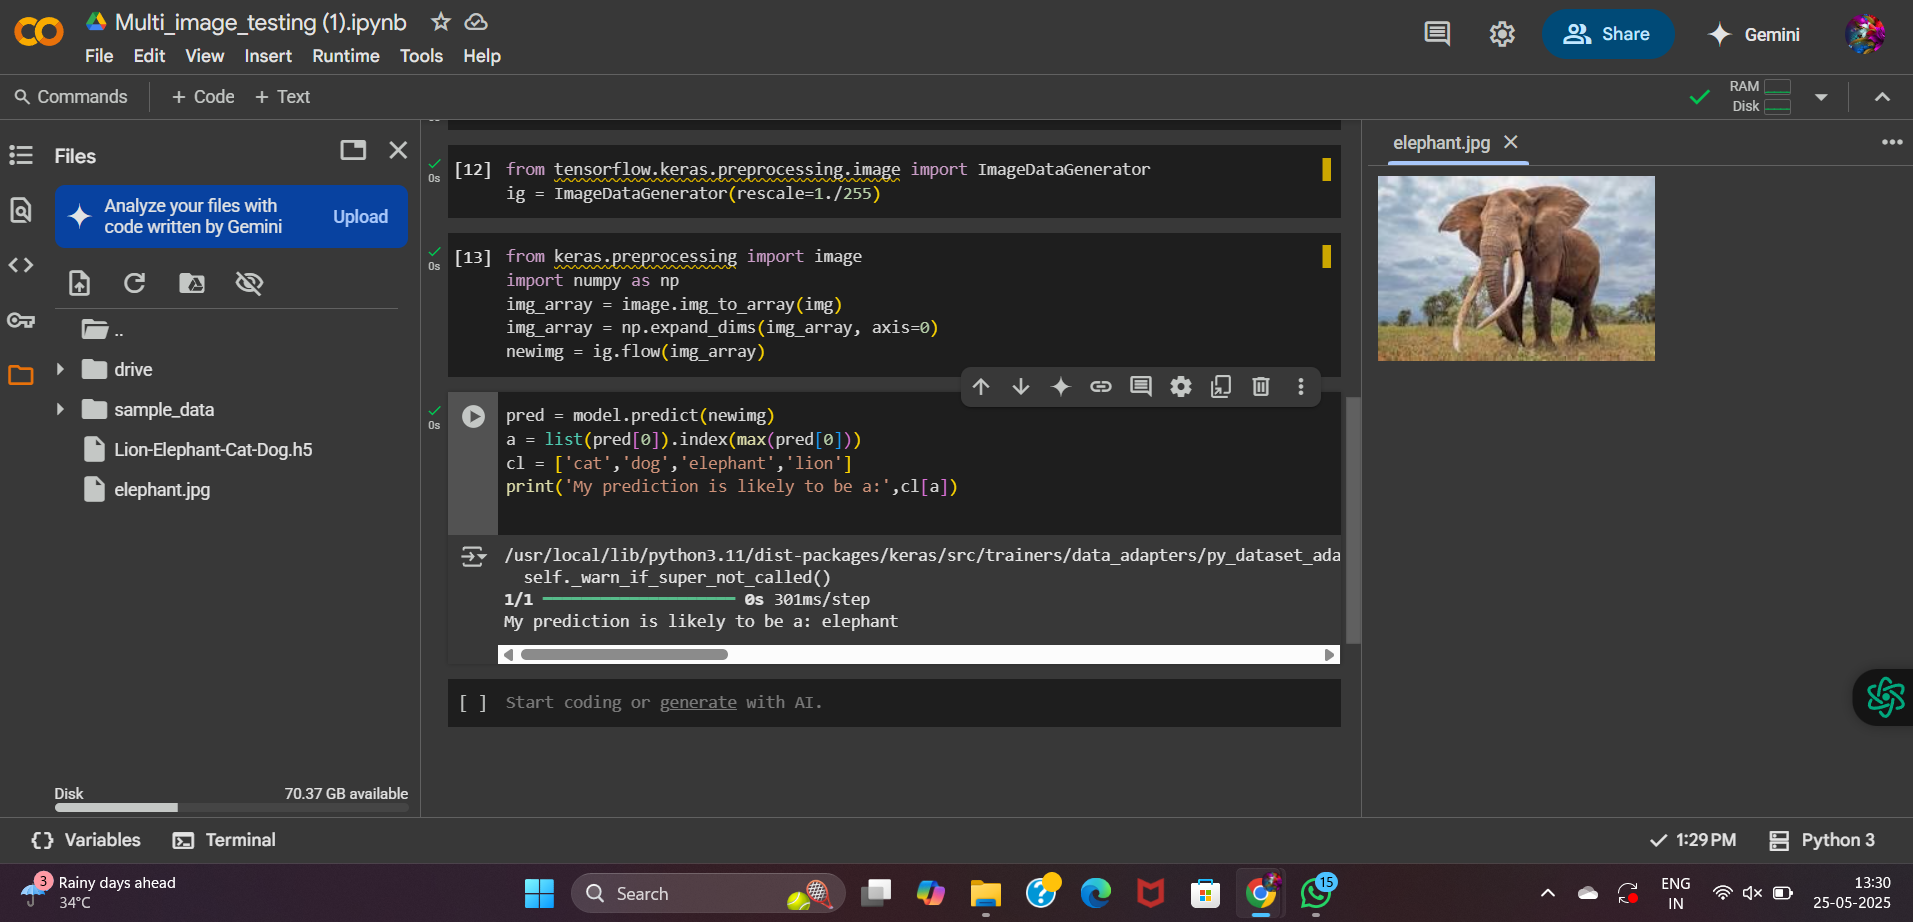 Multi_image_testing (1).ipynb
File Edit View Insert Runtime Tools Help
Share
Gemini
Commands
+ Code + Text
RAM
Disk
Files
Analyze your files with
code written by Gemini
Upload
..
drive
sample_data
Lion-Elephant-Cat-Dog.h5
elephant.jpg
Disk 70.37 GB available
0s
[12] from tensorflow.keras.preprocessing.image import ImageDataGenerator
ig = ImageDataGenerator(rescale=1./255)
0s
[13] from keras.preprocessing import image
import numpy as np
img_array = image.img_to_array(img)
img_array = np.expand_dims(img_array, axis=0)
newimg = ig.flow(img_array)
0s
pred = model.predict(newimg)
a = list(pred[0]).index(max(pred[0]))
cl = ['cat','dog','elephant','lion']
print('My prediction is likely to be a:',cl[a])
/usr/local/lib/python3.11/dist-packages/keras/src/trainers/data_adapters/py_dataset_ada
self._warn_if_super_not_called()
1/1 0s 301ms/step
My prediction is likely to be a: elephant
[ ] Start coding or generate with AI.
elephant.jpg
{} Variables Terminal
1:29 PM Python 3
3
Rainy days ahead
34°C
Search
15
ENG
IN
13:30
25-05-2025